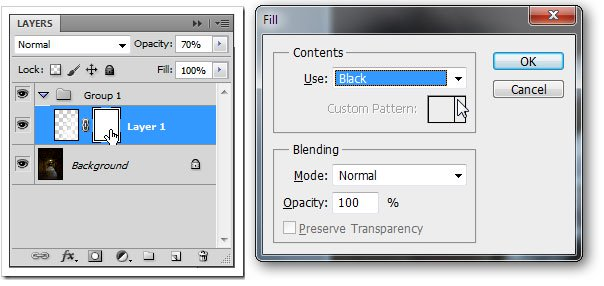 LAYERS
Normal Opacity: 70%
Lock: Fill: 100%
Group 1
Layer 1
Background
fx
Fill
Contents
Use: Black
Custom Pattern:
OK
Cancel
Blending
Mode: Normal
Opacity: 100 %
Preserve Transparency